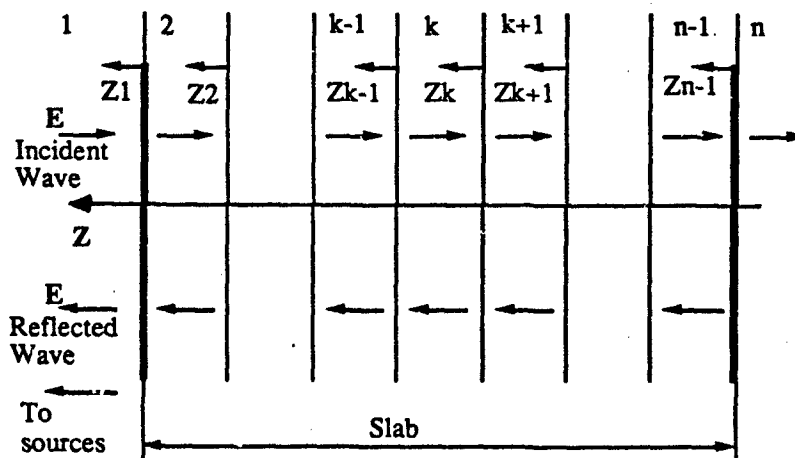 1 2 k-1 k k+1 n-1. n
Z1 Z2 Zk-1 Zk Zk+1 Zn-1
E
Incident
Wave
Z
E
Reflected
Wave
To
sources
Slab